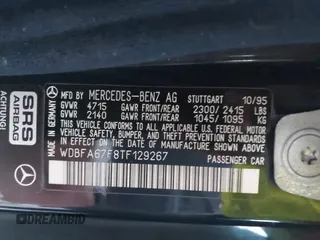 MERCEDES-BENZ AG STUTTGART 10/95
GVWR 4715 GAWR FRONT/REAR 2300/2415 LBS
GVWR 2140 GAWR FRONT/REAR 1045/1095 KG
THIS VEHICLE CONFORMS TO ALL APPLICABLE FEDERAL
MOTOR VEHICLE SAFETY, BUMPER, AND THEFT
PREVENTION STANDARDS IN EFFECT ON THE
DATE OF MANUFACTURE SHOWN ABOVE.
WDBFA67F8TF129267 PASSENGER CAR
MADE IN GERMANY
ACHTUNG!
SRS
AIRBAG
DREAMBID